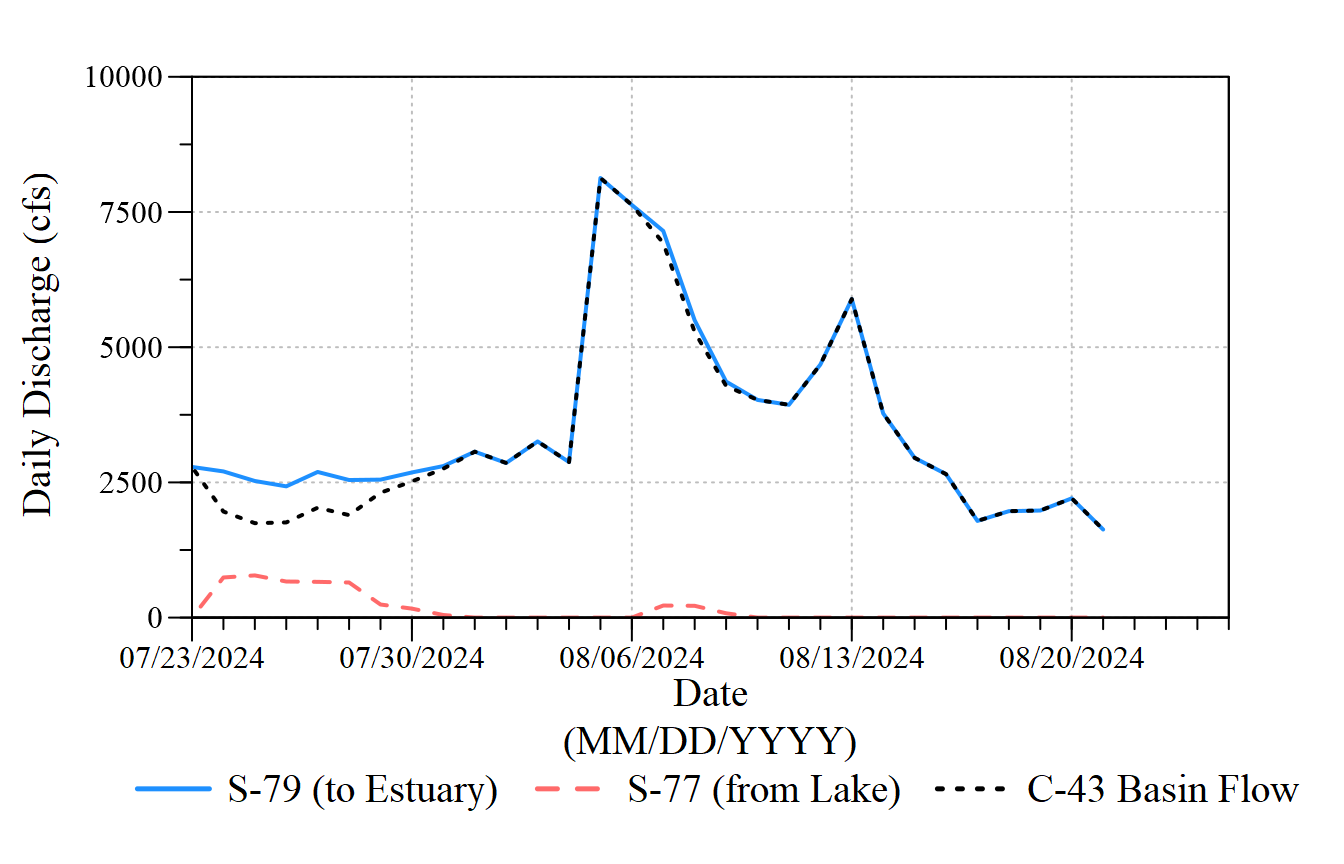 10000
7500
5000
2500
0
Daily Discharge (cfs)
07/23/2024 07/30/2024 08/06/2024 08/13/2024 08/20/2024
Date
(MM/DD/YYYY)
S-79 (to Estuary) S-77 (from Lake) C-43 Basin Flow